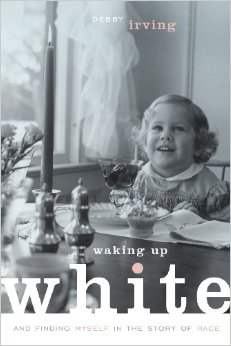 DEBBY
irving
waking up
white
AND FINDING MYSELF IN THE STORY OF RACE